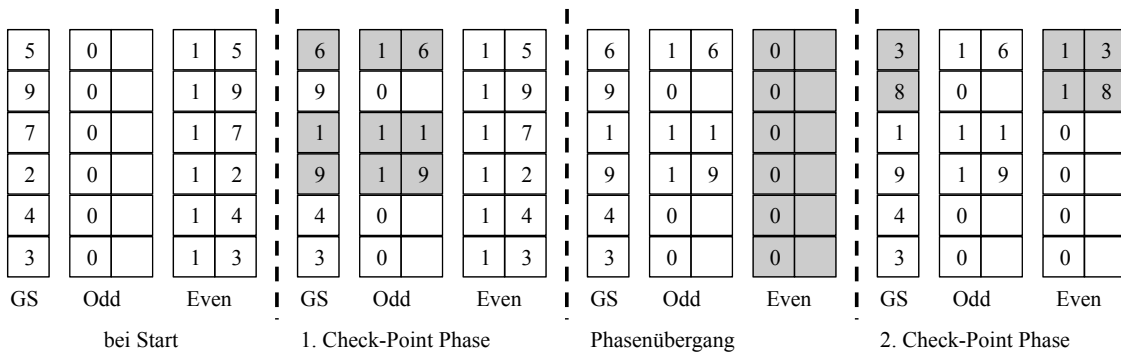 5 0 1 5 6 1 6 1 5 6 1 6 0 3 1 6 1 3
9 0 1 9 9 0 1 9 9 0 0 8 0 1 8
7 0 1 7 1 1 1 1 7 1 1 1 0 1 1 1 0
2 0 1 2 9 1 9 1 2 9 1 9 0 9 1 9 0
4 0 1 4 4 0 1 4 4 0 0 4 0 0
3 0 1 3 3 0 1 3 3 0 0 3 0 0
GS Odd Even GS Odd Even GS Odd Even GS Odd Even
bei Start 1. Check-Point Phase Phasenübergang 2. Check-Point Phase